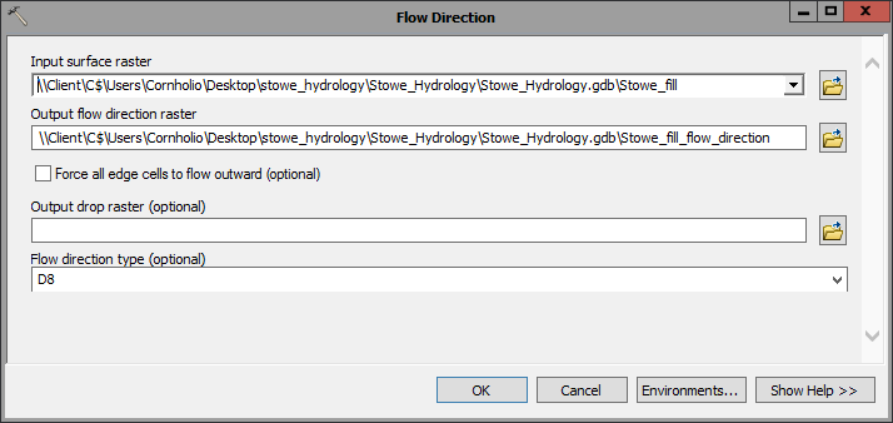 Flow Direction
Input surface raster
\\Client\C$\Users\Cornholio\Desktop\stowe_hydrology\Stowe_Hydrology\Stowe_Hydrology.gdb\Stowe_fill
Output flow direction raster
\\Client\C$\Users\Cornholio\Desktop\stowe_hydrology\Stowe_Hydrology\Stowe_Hydrology.gdb\Stowe_fill_flow_direction
Force all edge cells to flow outward (optional)
Output drop raster (optional)
Flow direction type (optional)
D8
OK Cancel Environments... Show Help >>